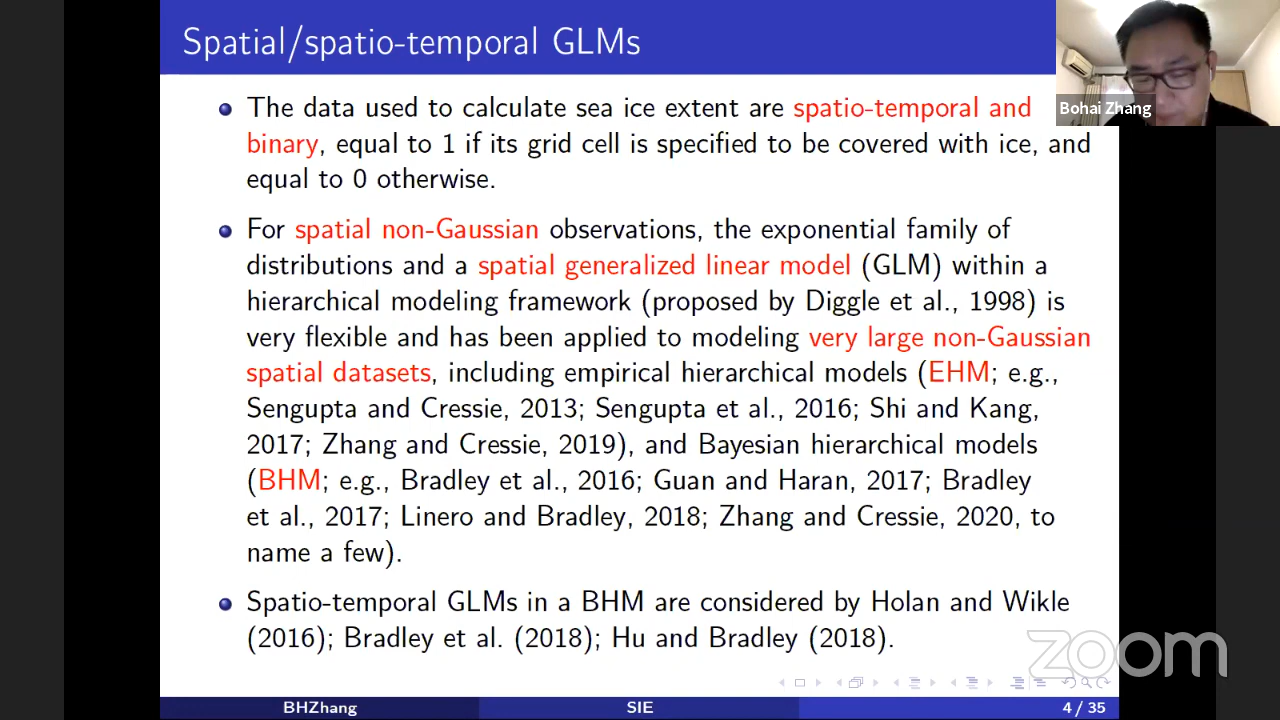 Spatial/spatio-temporal GLMs
Bohai Zhang
The data used to calculate sea ice extent are spatio-temporal and
binary, equal to 1 if its grid cell is specified to be covered with ice, and
equal to 0 otherwise.
For spatial non-Gaussian observations, the exponential family of
distributions and a spatial generalized linear model (GLM) within a
hierarchical modeling framework (proposed by Diggle et al., 1998) is
very flexible and has been applied to modeling very large non-Gaussian
spatial datasets, including empirical hierarchical models (EHM; e.g.,
Sengupta and Cressie, 2013; Sengupta et al., 2016; Shi and Kang,
2017; Zhang and Cressie, 2019), and Bayesian hierarchical models
(BHM; e.g., Bradley et al., 2016; Guan and Haran, 2017; Bradley
et al., 2017; Linero and Bradley, 2018; Zhang and Cressie, 2020, to
name a few).
Spatio-temporal GLMs in a BHM are considered by Holan and Wikle
(2016); Bradley et al. (2018); Hu and Bradley (2018).
zoom
BHZhang
SIE
4 / 35